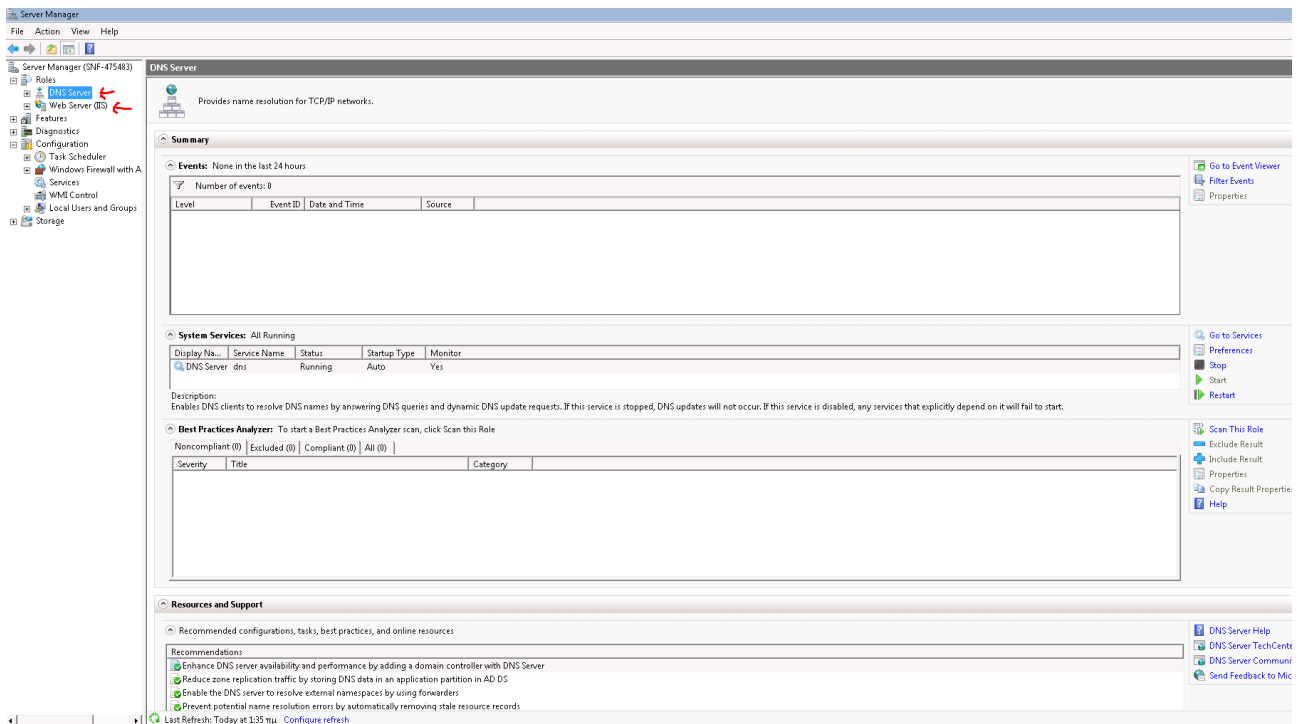 Server Manager
File Action View Help
Server Manager (SNF-475483)
Roles
DNS Server
Web Server (IIS)
Features
Diagnostics
Configuration
Task Scheduler
Windows Firewall with A
Services
WMI Control
Local Users and Groups
Storage
DNS Server
Provides name resolution for TCP/IP networks.
Summary
Events: None in the last 24 hours
Number of events: 0
Level Event ID Date and Time Source
Go to Event Viewer
Filter Events
Properties
System Services: All Running
Display Na... Service Name Status Startup Type Monitor
DNS Server dns Running Auto Yes
Description:
Enables DNS clients to resolve DNS names by answering DNS queries and dynamic DNS update requests. If this service is stopped, DNS updates will not occur. If this service is disabled, any services that explicitly depend on it will fail to start.
Go to Services
Preferences
Stop
Start
Restart
Best Practices Analyzer: To start a Best Practices Analyzer scan, click Scan this Role
Noncompliant (0) Excluded (0) Compliant (0) All (0)
Severity Title Category
Scan This Role
Exclude Result
Include Result
Properties
Copy Result Properties
Help
Resources and Support
Recommended configurations, tasks, best practices, and online resources
Recommendations
Enhance DNS server availability and performance by adding a domain controller with DNS Server
Reduce zone replication traffic by storing DNS data in an application partition in AD DS
Enable the DNS server to resolve external namespaces by using forwarders
Prevent potential name resolution errors by automatically removing stale resource records
DNS Server Help
DNS Server TechCente
DNS Server Communi
Send Feedback to Mic
Last Refresh: Today at 1:35 πμ Configure refresh